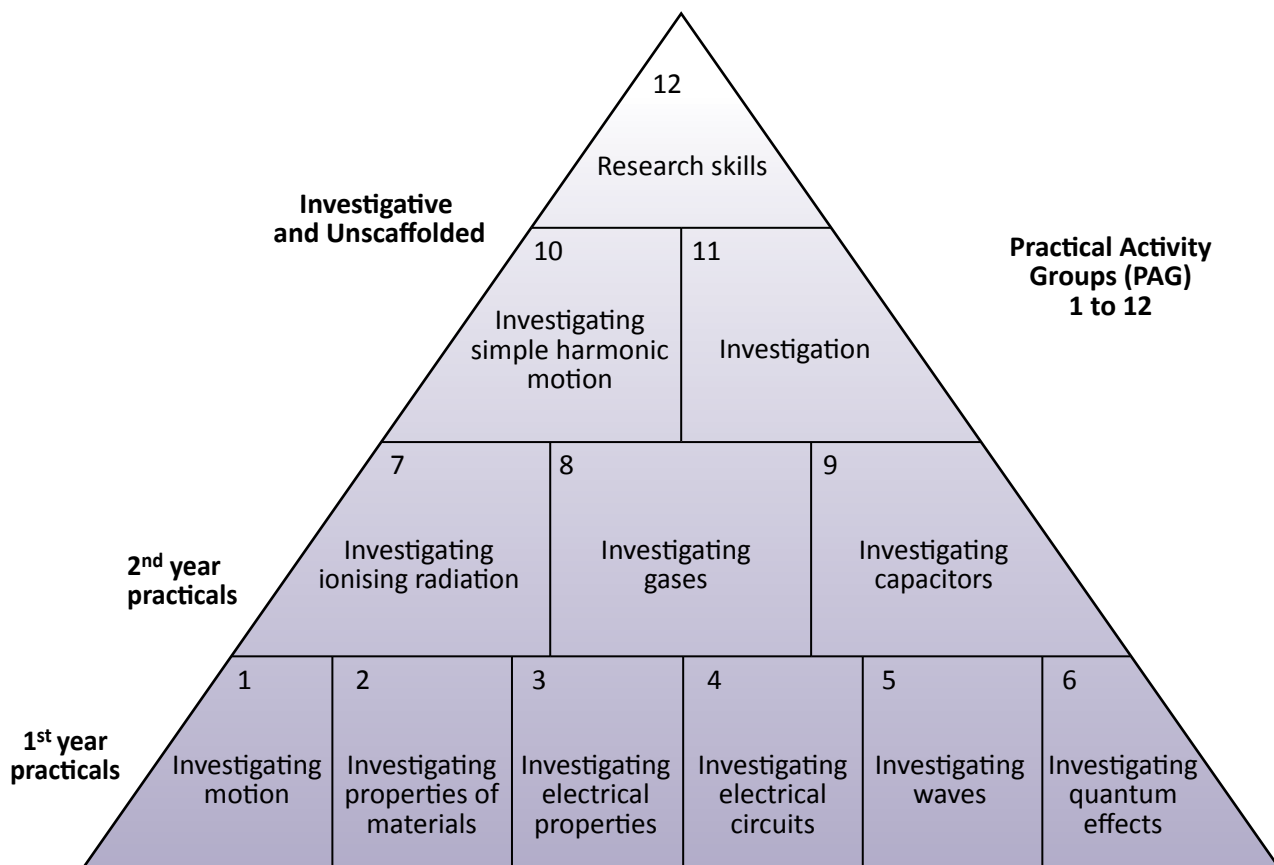 12
Research skills
Investigative
and Unscaffolded
Practical Activity
Groups (PAG)
1 to 12
10
Investigating
simple harmonic
motion
11
Investigation
2nd year
practicals
7
Investigating
ionising radiation
8
Investigating
gases
9
Investigating
capacitors
1st year
practicals
1
Investigating
motion
2
Investigating
properties of
materials
3
Investigating
electrical
properties
4
Investigating
electrical
circuits
5
Investigating
waves
6
Investigating
quantum
effects